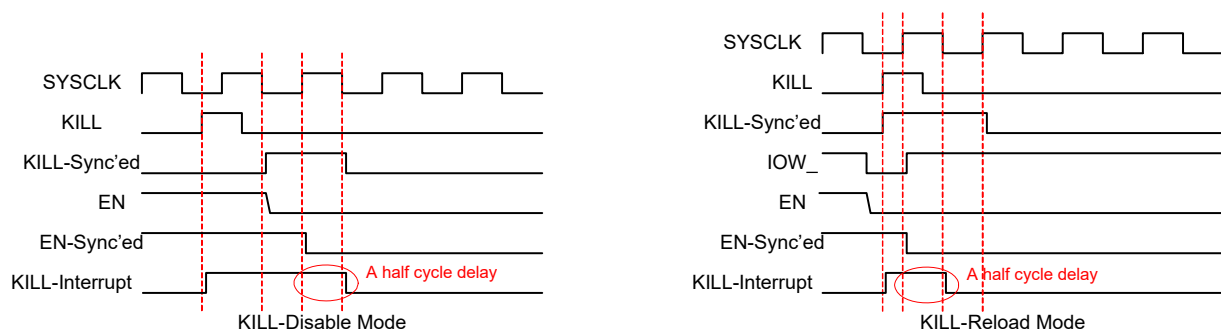 SYSCLK
KILL
KILL-Sync'ed
EN
EN-Sync'ed
KILL-Interrupt
A half cycle delay
KILL-Disable Mode
SYSCLK
KILL
KILL-Sync'ed
IOW_
EN
EN-Sync'ed
KILL-Interrupt
A half cycle delay
KILL-Reload Mode